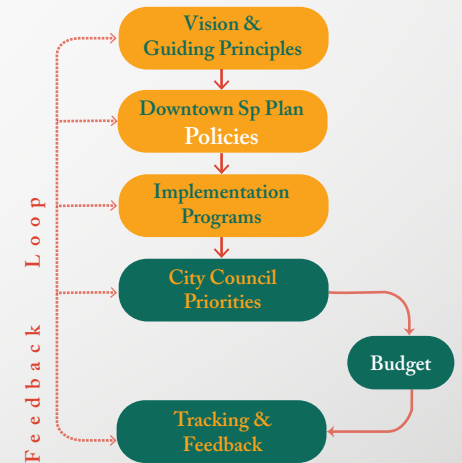 Vision &
Guiding Principles
Downtown Sp Plan
Policies
Implementation
Programs
City Council
Priorities
Budget
Tracking &
Feedback
Feedback Loop